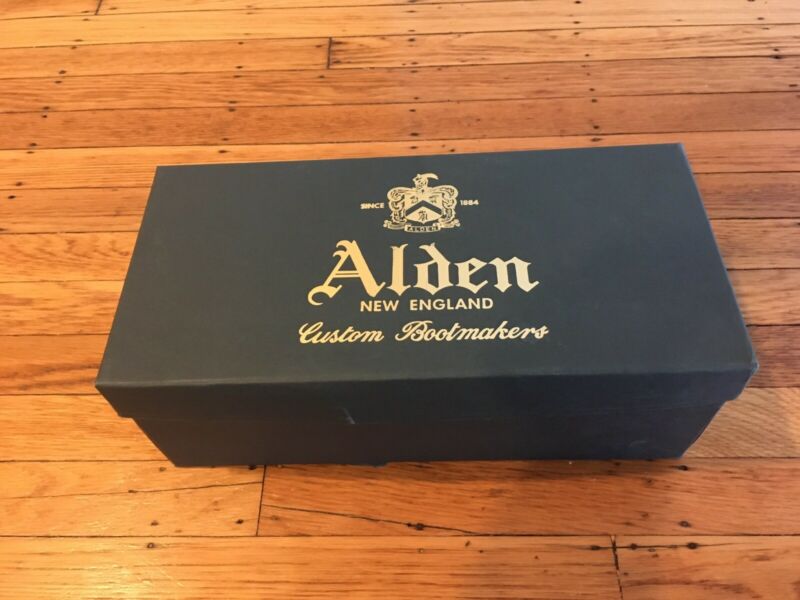 SINCE 1884
ALDEN
Alden
NEW ENGLAND
Custom Bootmakers